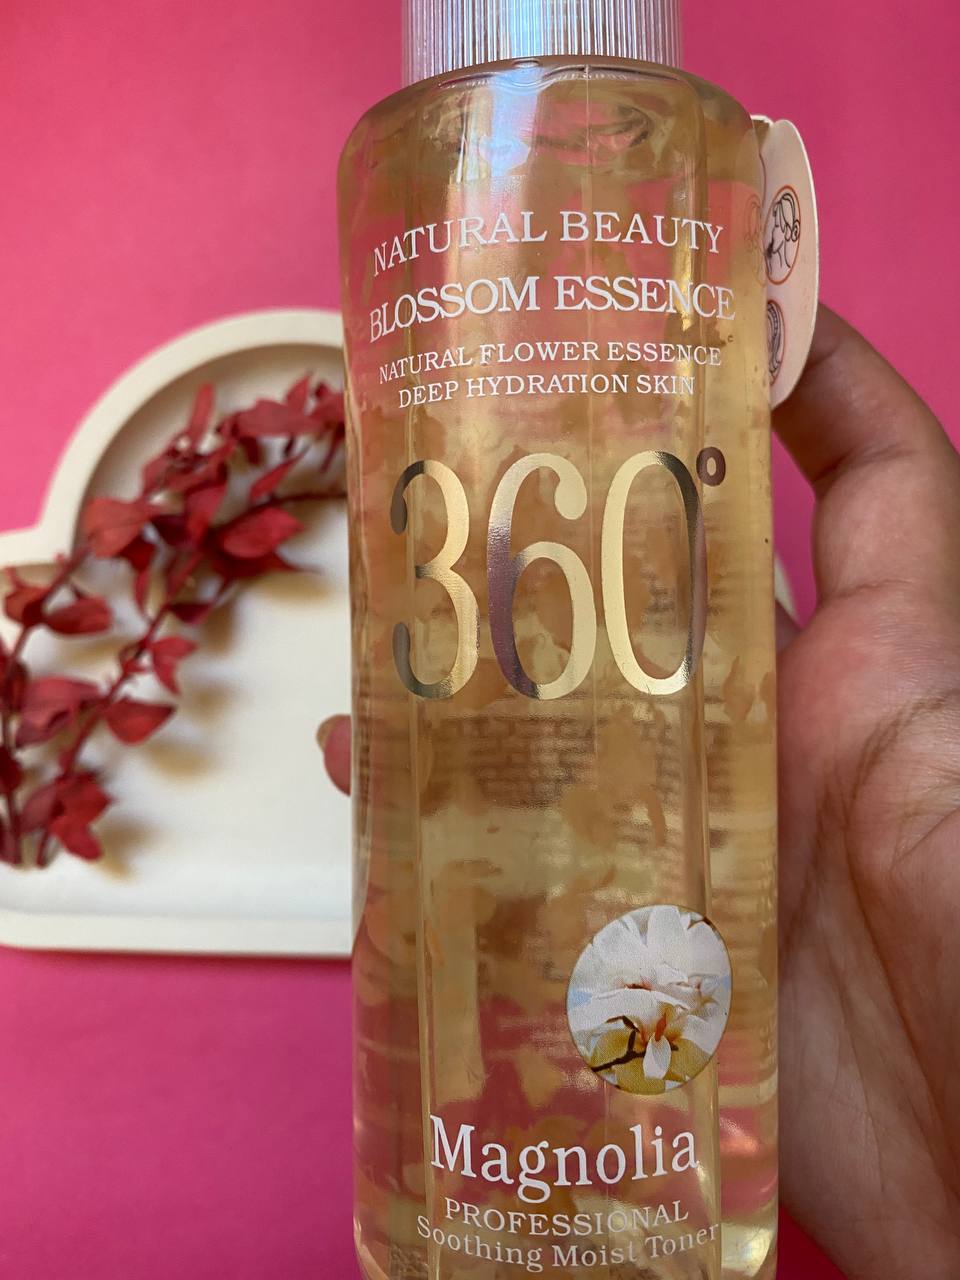 NATURAL BEAUTY
BLOSSOM ESSENCE
NATURAL FLOWER ESSENCE
DEEP HYDRATION SKIN
360°
Magnolia
PROFESSIONAL
Soothing Moist Toner